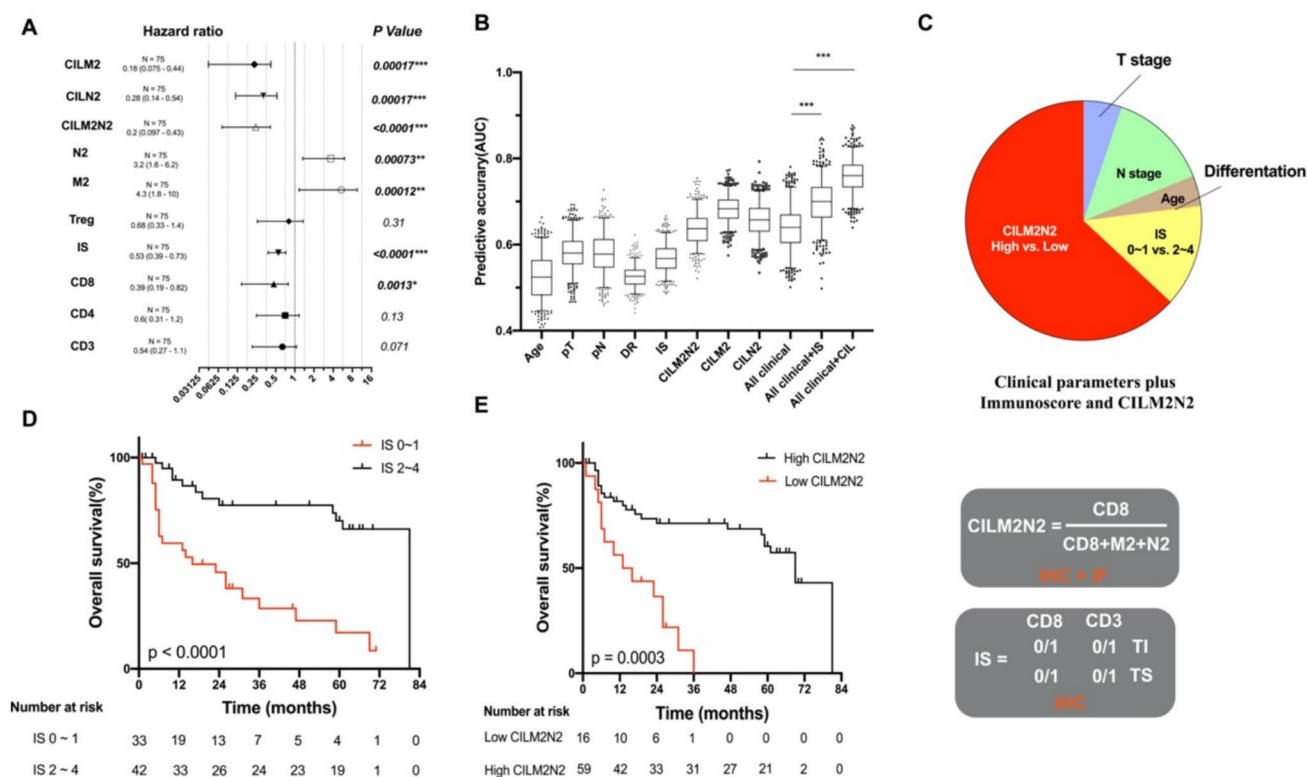 A
Hazard ratio
P Value
CILM2
N = 75
0.18 (0.075 - 0.44)
0.00017***
CILN2
N = 75
0.28 (0.14 - 0.54)
0.00017***
CILM2N2
N = 75
0.2 (0.097 - 0.43)
<0.0001***
N2
N = 75
3.2 (1.6 - 6.2)
0.00073**
M2
N = 75
4.3 (1.8 - 10)
0.00012**
Treg
N = 75
0.68 (0.33 - 1.4)
0.31
IS
N = 75
0.53 (0.39 - 0.73)
<0.0001***
CD8
N = 75
0.39 (0.19 - 0.82)
0.0013*
CD4
N = 75
0.6( 0.31 - 1.2)
0.13
CD3
N = 75
0.54 (0.27 - 1.1)
0.071
0.03125 0.0625 0.125 0.25 0.5 1 2 4 8 16
B
Predictive accurary(AUC)
1.0
0.8
0.6
0.4
***
***
Age pT pN DR IS CILM2N2 CILM2 CILN2 All clinical All clinical+IS All clinical+CIL
C
T stage
N stage
Differentation
Age
IS
0~1 vs. 2~4
CILM2N2
High vs. Low
Clinical parameters plus
Immunoscore and CILM2N2
CILM2N2 = CD8
CD8+M2+N2
IHC + IF
CD8 CD3
0/1 0/1 TI
IS =
0/1 0/1 TS
IHC
D
IS 0~1
IS 2~4
Overall survival(%)
100
50
0
p < 0.0001
0 12 24 36 48 60 72 84
Time (months)
Number at risk
IS 0 ~ 1 33 19 13 7 5 4 1 0
IS 2 ~ 4 42 33 26 24 23 19 1 0
E
High CILM2N2
Low CILM2N2
Overall survival(%)
100
50
0
p = 0.0003
0 12 24 36 48 60 72 84
Time (months)
Number at risk
Low CILM2N2 16 10 6 1 0 0 0 0
High CILM2N2 59 42 33 31 27 21 2 0